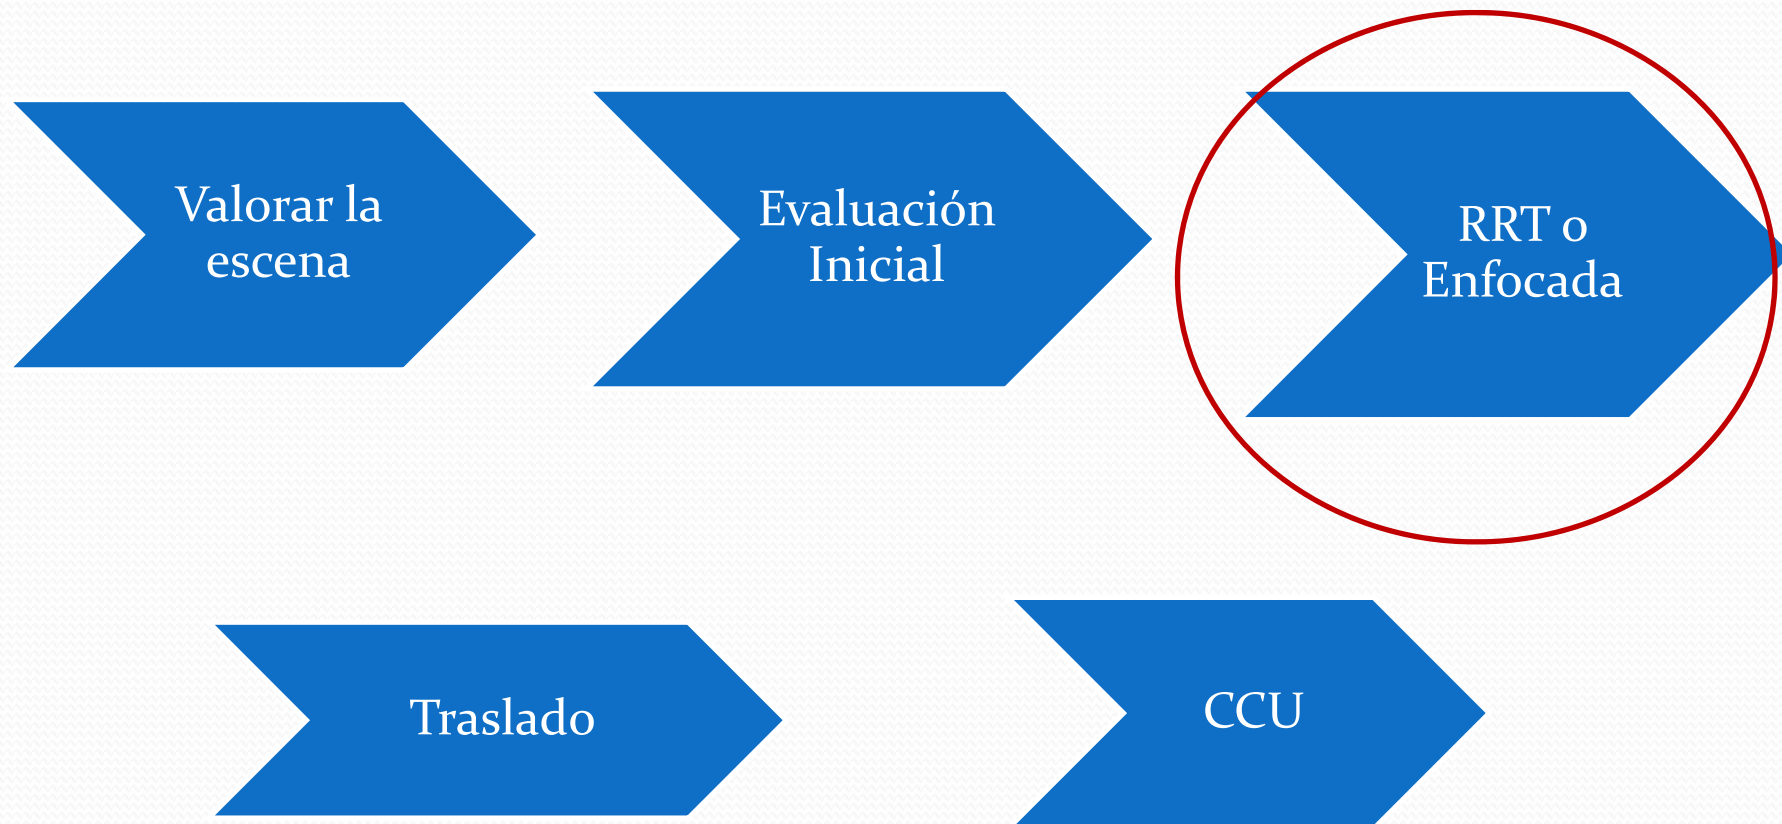 Valorar la
escena
Evaluación
Inicial
RRT o
Enfocada
Traslado
CCU